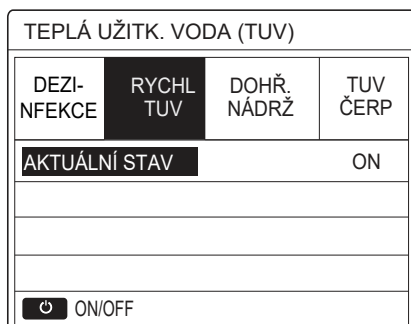 TEPLÁ UŽITK. VODA (TUV)
DEZI-
NFEKCE
RYCHL
TUV
DOHŘ.
NÁDRŽ
TUV
ČERP
AKTUÁLNÍ STAV ON
ON/OFF